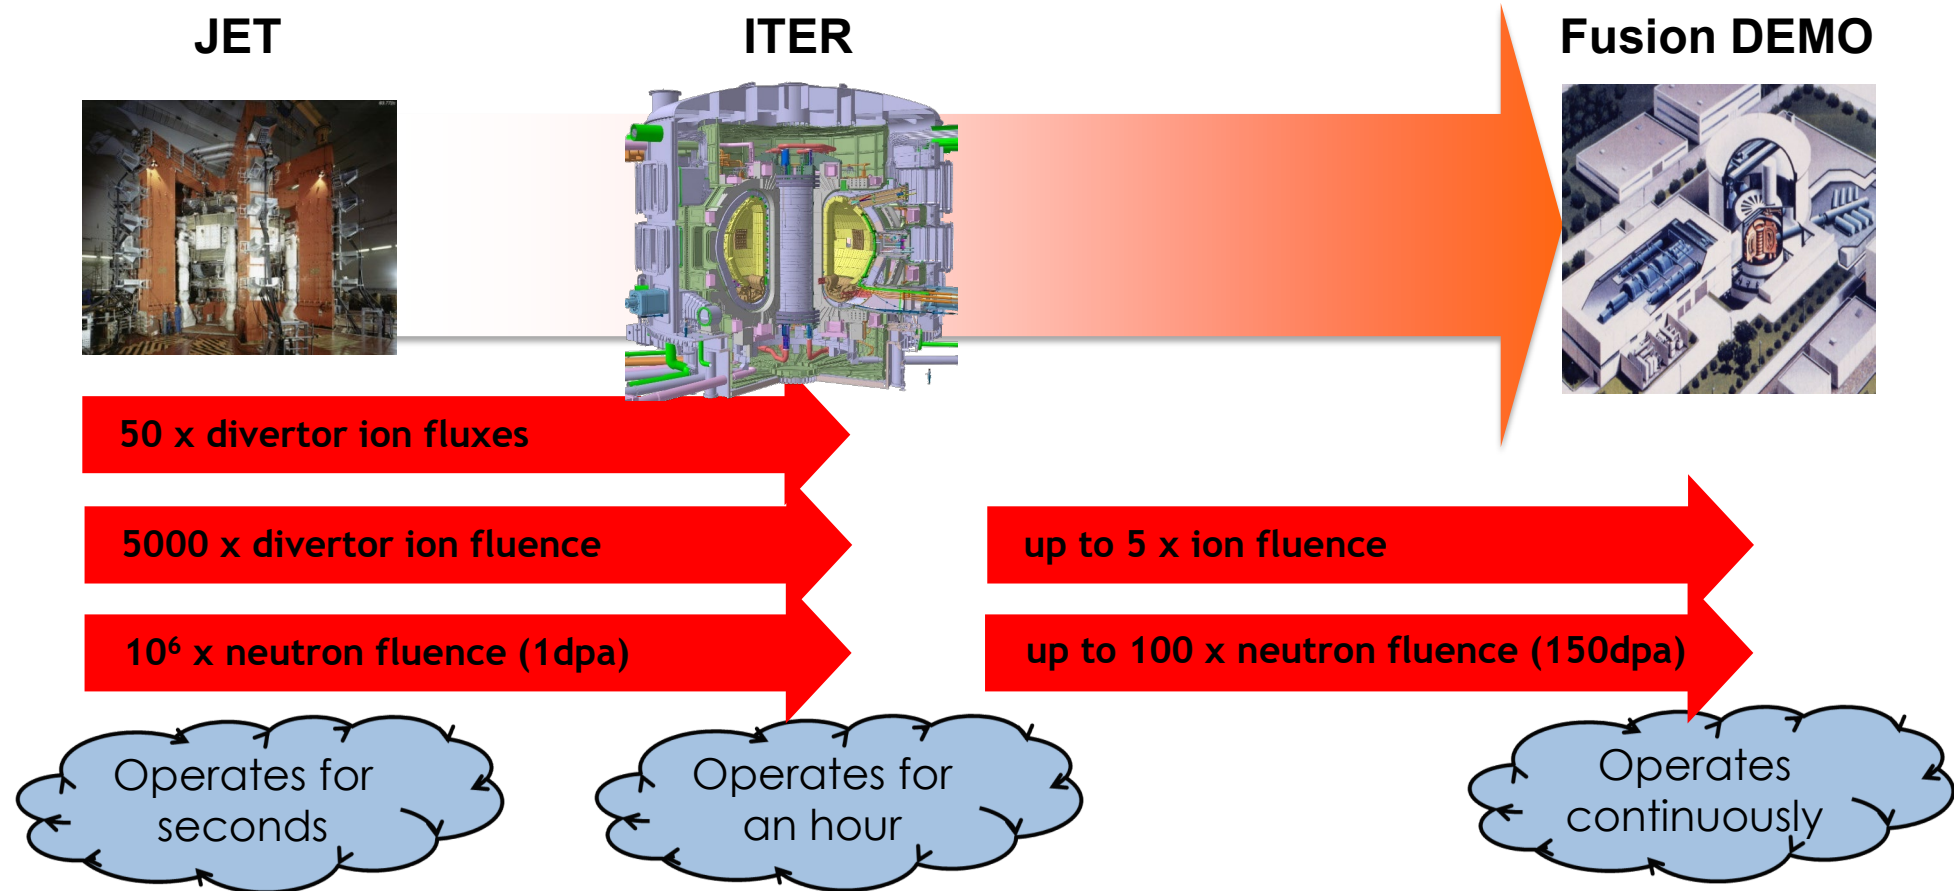 JET
ITER
Fusion DEMO
50 x divertor ion fluxes
5000 x divertor ion fluence
up to 5 x ion fluence
10⁶ x neutron fluence (1dpa)
up to 100 x neutron fluence (150dpa)
Operates for
seconds
Operates for
an hour
Operates
continuously